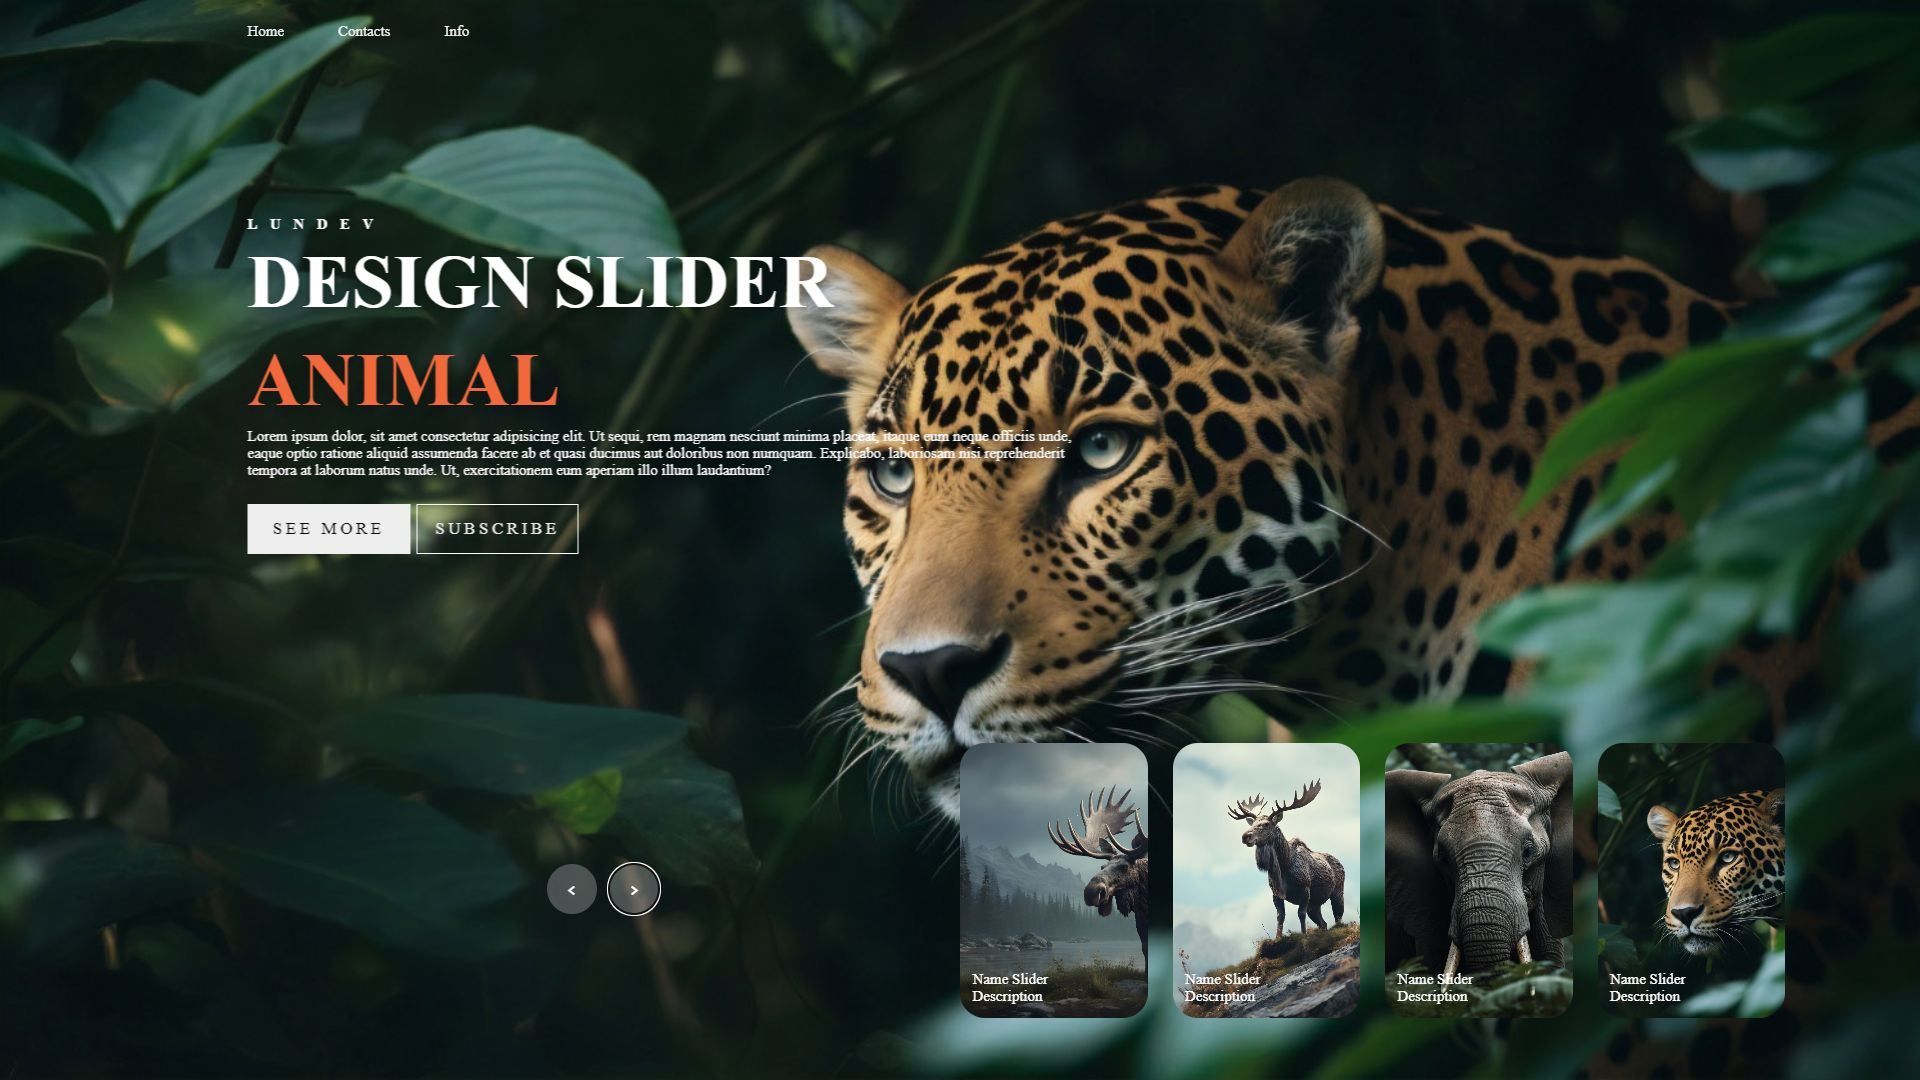 Home Contacts Info
LUNDEV
DESIGN SLIDER
ANIMAL
Lorem ipsum dolor, sit amet consectetur adipisicing elit. Ut sequi, rem magnam nesciunt minima placeat, itaque eum neque officiis unde,
eaque optio ratione aliquid assumenda facere ab et quasi ducimus aut doloribus non numquam. Explicabo, laboriosam nisi reprehenderit
tempora at laborum natus unde. Ut, exercitationem eum aperiam illo illum laudantium?
SEE MORE SUBSCRIBE
< >
Name Slider
Description
Name Slider
Description
Name Slider
Description
Name Slider
Description